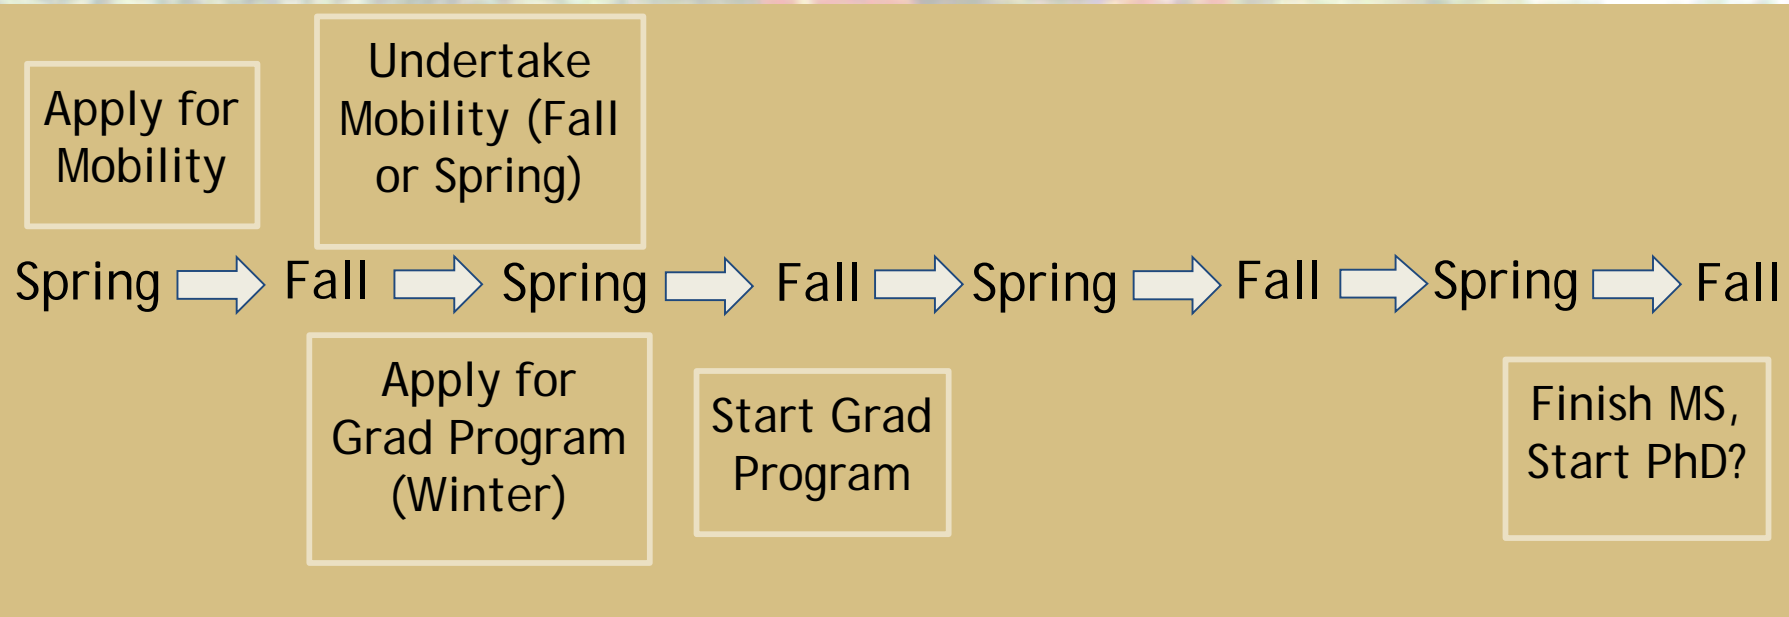 Apply for
Mobility
Undertake
Mobility (Fall
or Spring)
Spring Fall Spring Fall Spring Fall Spring Fall
Apply for
Grad Program
(Winter)
Start Grad
Program
Finish MS,
Start PhD?